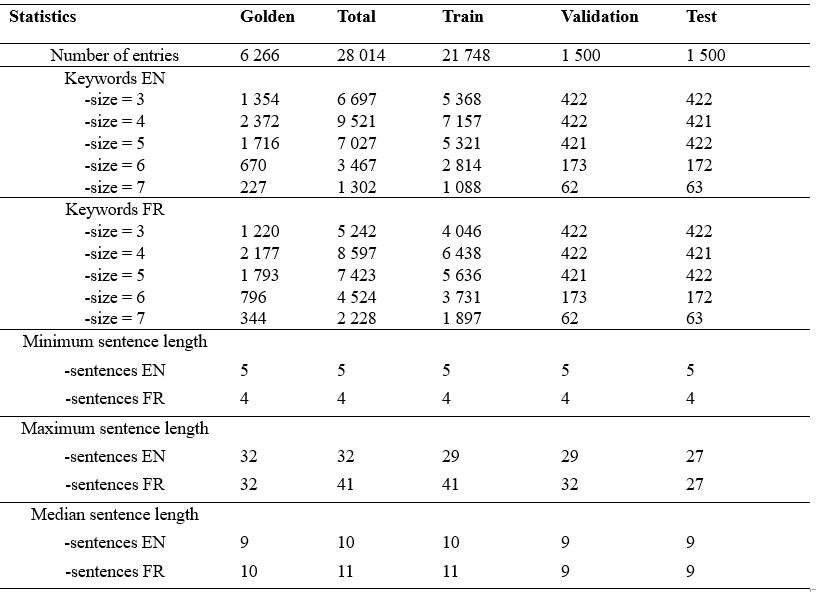 Statistics Golden Total Train Validation Test
Number of entries 6 266 28 014 21 748 1 500 1 500
Keywords EN
-size = 3 1 354 6 697 5 368 422 422
-size = 4 2 372 9 521 7 157 422 421
-size = 5 1 716 7 027 5 321 421 422
-size = 6 670 3 467 2 814 173 172
-size = 7 227 1 302 1 088 62 63
Keywords FR
-size = 3 1 220 5 242 4 046 422 422
-size = 4 2 177 8 597 6 438 422 421
-size = 5 1 793 7 423 5 636 421 422
-size = 6 796 4 524 3 731 173 172
-size = 7 344 2 228 1 897 62 63
Minimum sentence length
-sentences EN 5 5 5 5 5
-sentences FR 4 4 4 4 4
Maximum sentence length
-sentences EN 32 32 29 29 27
-sentences FR 32 41 41 32 27
Median sentence length
-sentences EN 9 10 10 9 9
-sentences FR 10 11 11 9 9